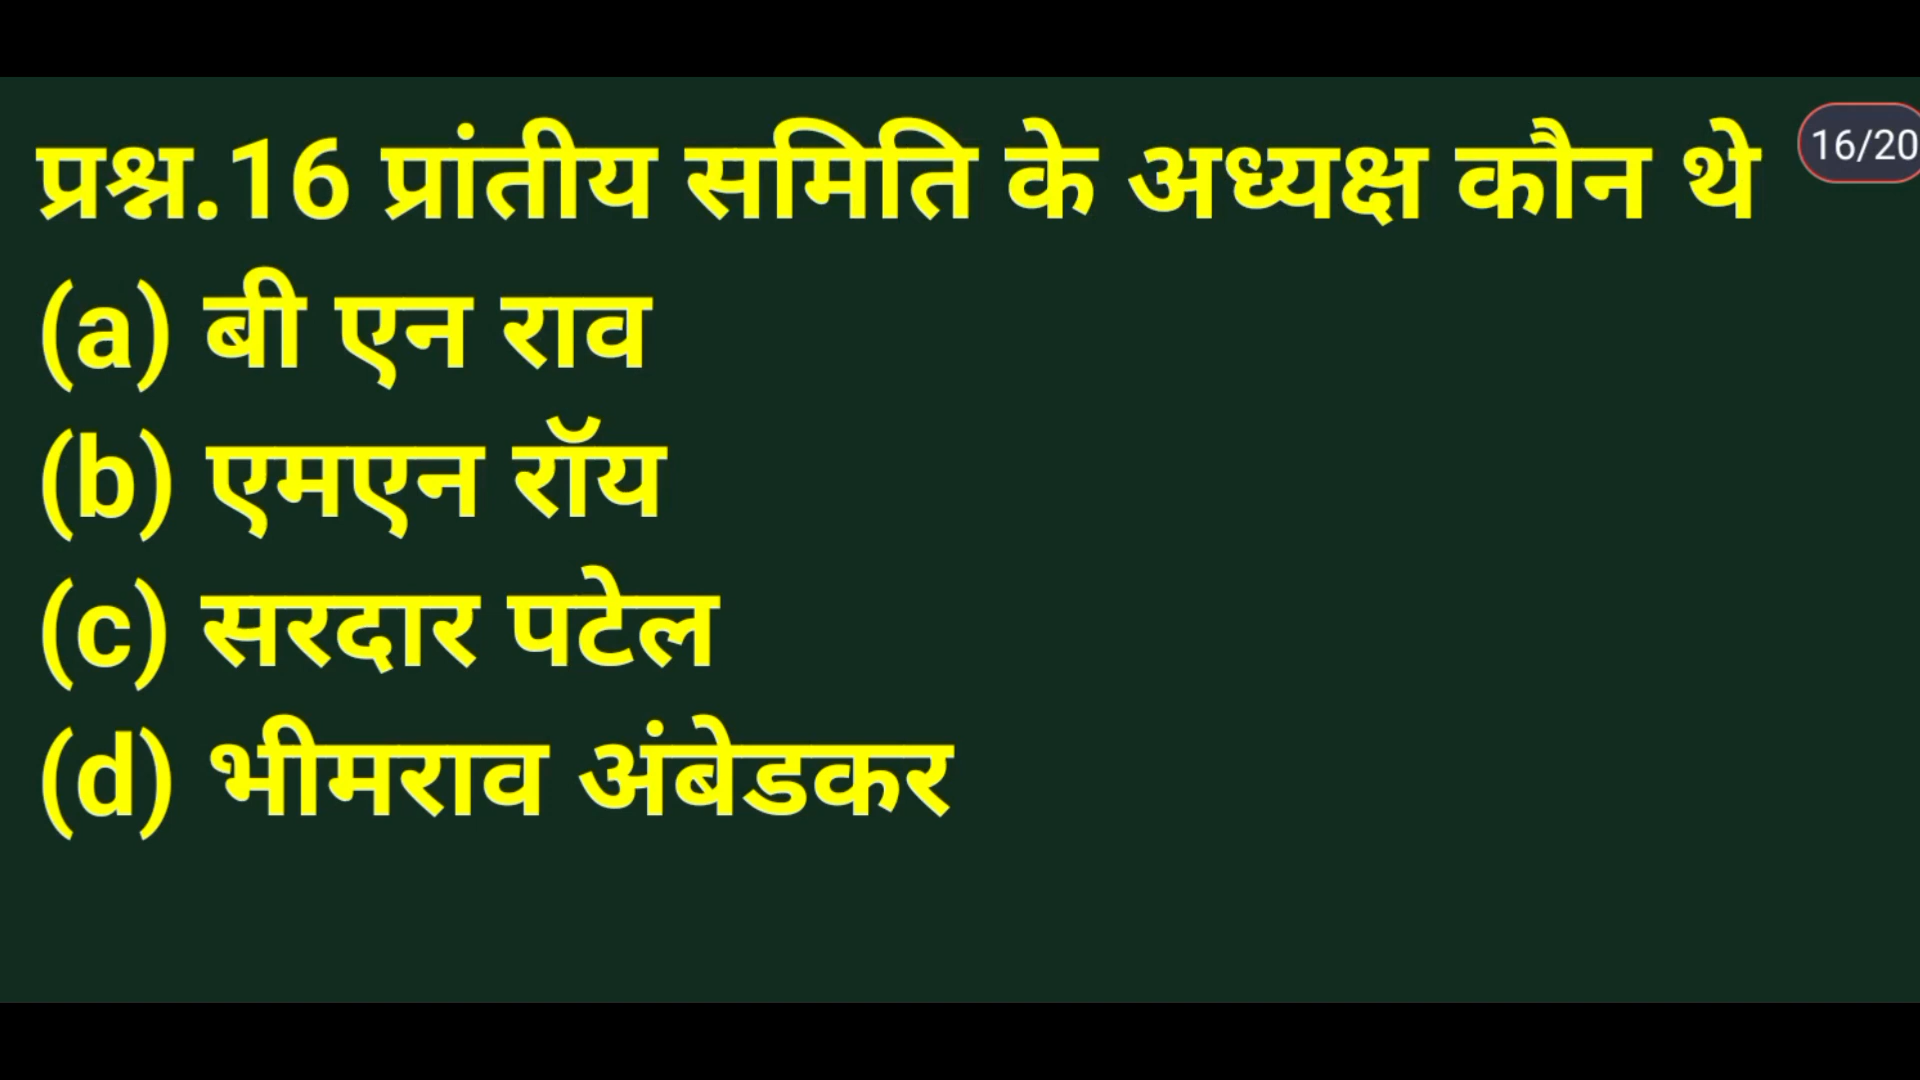 प्रश्न.16 प्रांतीय समिति के अध्यक्ष कौन थे
16/20
(a) बी एन राव
(b) एमएन रॉय
(c) सरदार पटेल
(d) भीमराव अंबेडकर